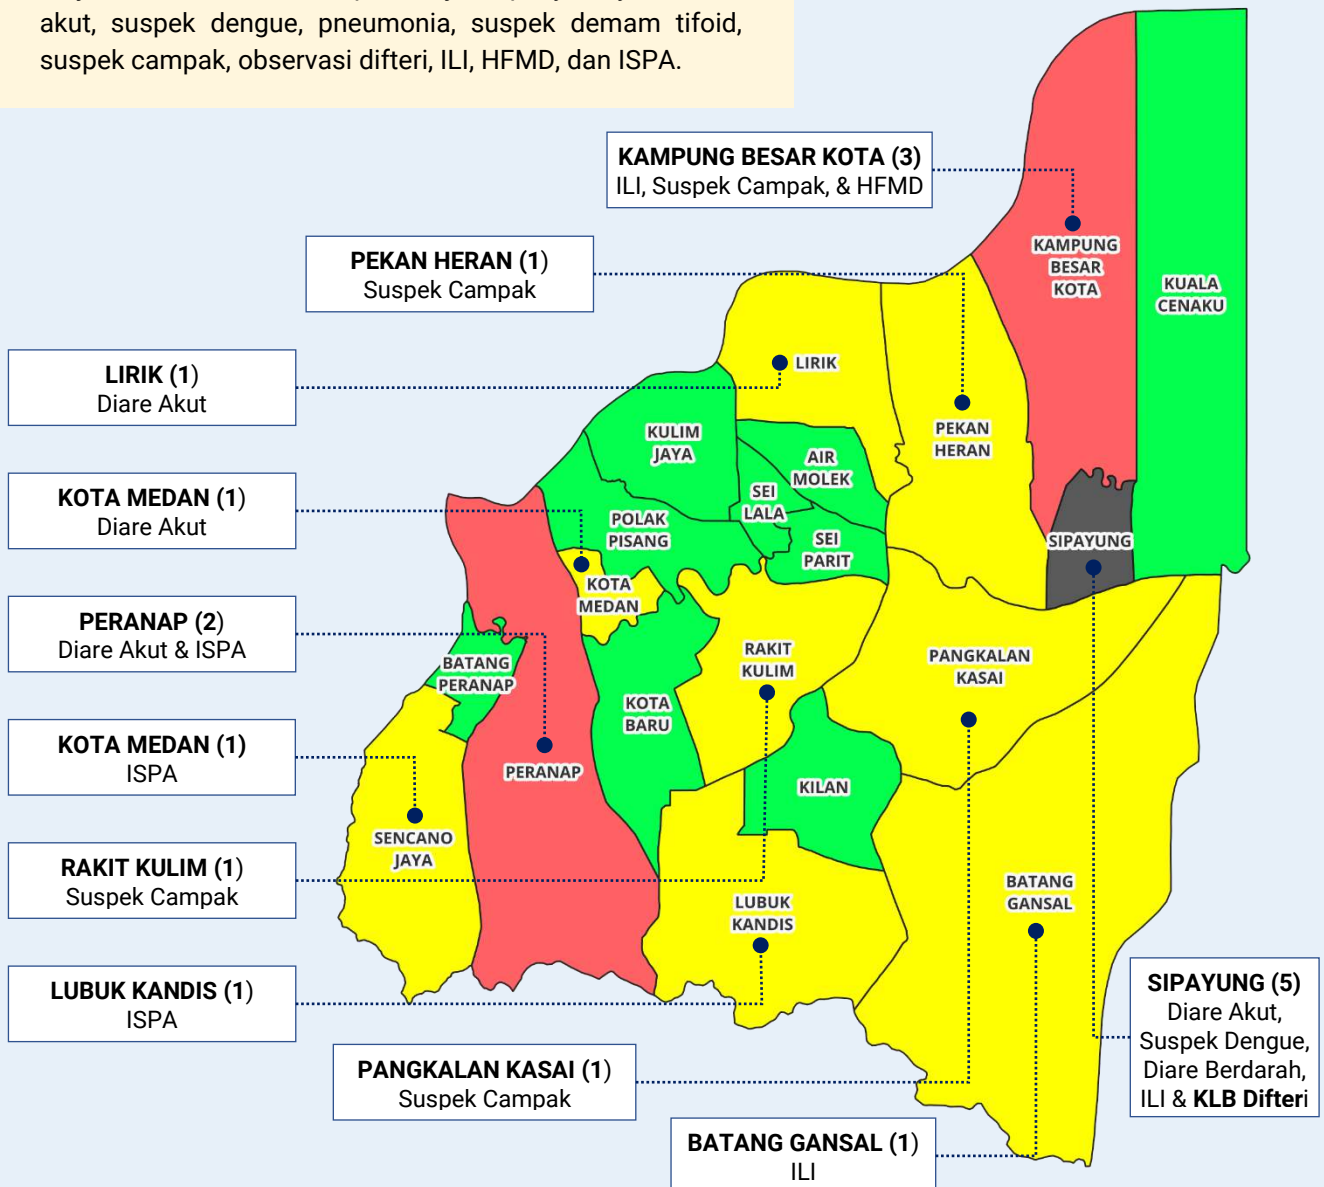 akut, suspek dengue, pneumonia, suspek demam tifoid,
suspek campak, observasi difteri, ILI, HFMD, dan ISPA.
KAMPUNG BESAR KOTA (3)
ILI, Suspek Campak, & HFMD
PEKAN HERAN (1)
Suspek Campak
LIRIK (1)
Diare Akut
KOTA MEDAN (1)
Diare Akut
PERANAP (2)
Diare Akut & ISPA
KOTA MEDAN (1)
ISPA
RAKIT KULIM (1)
Suspek Campak
LUBUK KANDIS (1)
ISPA
PANGKALAN KASAI (1)
Suspek Campak
BATANG GANSAL (1)
ILI
SIPAYUNG (5)
Diare Akut,
Suspek Dengue,
Diare Berdarah,
ILI & KLB Difteri
KAMPUNG
BESAR
KOTA
KUALA
CENAKU
LIRIK
PEKAN
HERAN
KULIM
JAYA
AIR
MOLEK
SEI
LALA
POLAK
PISANG
SEI
PARIT
SIPAYUNG
KOTA
MEDAN
BATANG
PERANAP
RAKIT
KULIM
PANGKALAN
KASAI
KOTA
BARU
PERANAP
KILAN
SENCANO
JAYA
LUBUK
KANDIS
BATANG
GANSAL